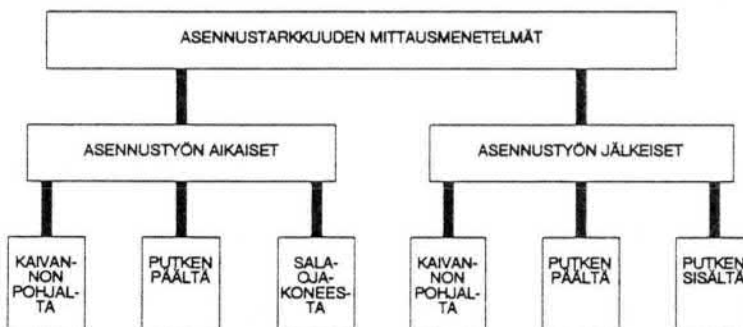 ASENNUSTARKKUUDEN MITTAUSMENETELMÄT
ASENNUSTYÖN AIKAISET
ASENNUSTYÖN JÄLKEISET
KAIVAN-
NON
POHJAL-
TA
PUTKEN
PÄÄLTÄ
SALA-
OJA-
KONEES-
TA
KAIVAN-
NON
POHJAL-
TA
PUTKEN
PÄÄLTÄ
PUTKEN
SISÄLTÄ